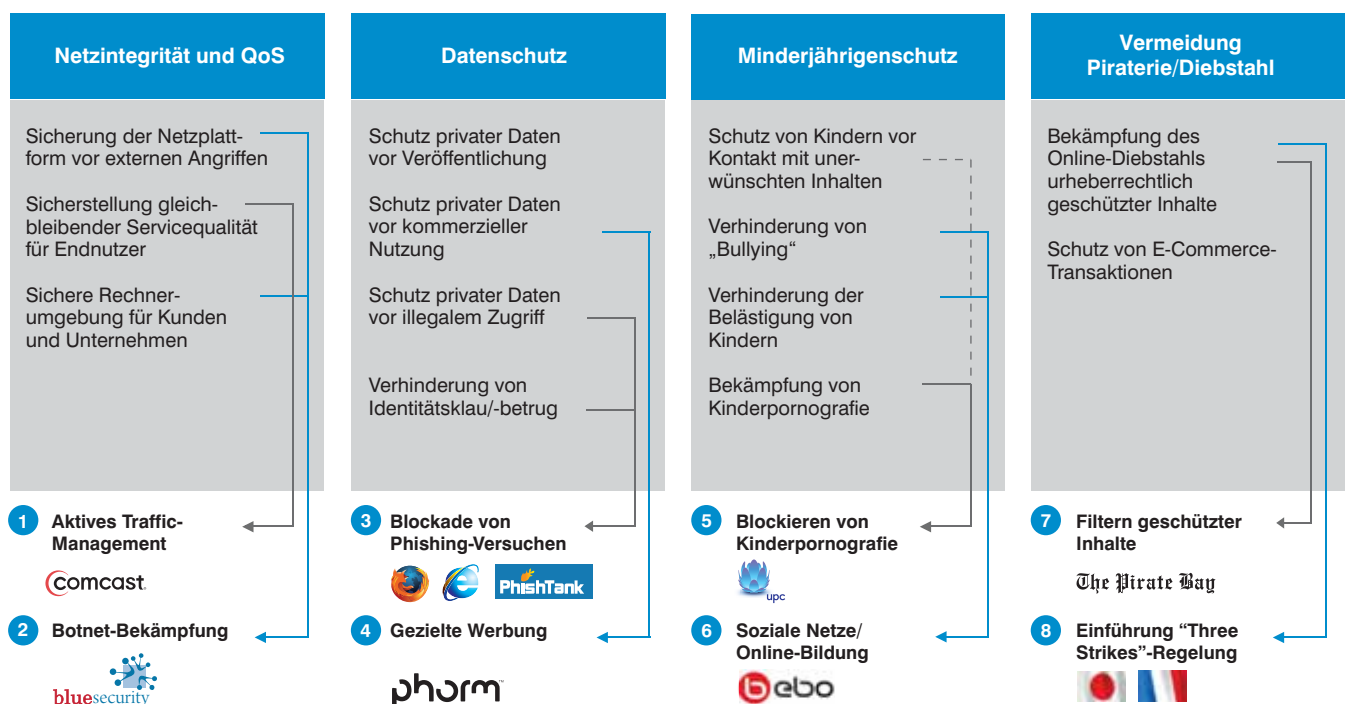 Netzintegrität und QoS
Sicherung der Netzplatt-
form vor externen Angriffen
Sicherstellung gleich-
bleibender Servicequalität
für Endnutzer
Sichere Rechner-
umgebung für Kunden
und Unternehmen
1 Aktives Traffic-
Management
comcast.
2 Botnet-Bekämpfung
bluesecurity
Datenschutz
Schutz privater Daten
vor Veröffentlichung
Schutz privater Daten
vor kommerzieller
Nutzung
Schutz privater Daten
vor illegalem Zugriff
Verhinderung von
Identitätsklau/-betrug
3 Blockade von
Phishing-Versuchen
PhishTank
4 Gezielte Werbung
phorm™
Minderjährigenschutz
Schutz von Kindern vor
Kontakt mit uner-
wünschten Inhalten
Verhinderung von
„Bullying“
Verhinderung der
Belästigung von
Kindern
Bekämpfung von
Kinderpornografie
5 Blockieren von
Kinderpornografie
upc
6 Soziale Netze/
Online-Bildung
bebo
Vermeidung
Piraterie/Diebstahl
Bekämpfung des
Online-Diebstahls
urheberrechtlich
geschützter Inhalte
Schutz von E-Commerce-
Transaktionen
7 Filtern geschützter
Inhalte
The Pirate Bay
8 Einführung “Three
Strikes”-Regelung